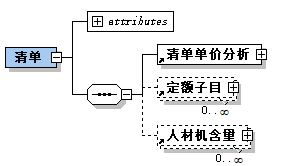 attributes
清单
清单单价分析
定额子目
0..∞
人材机含量
0..∞